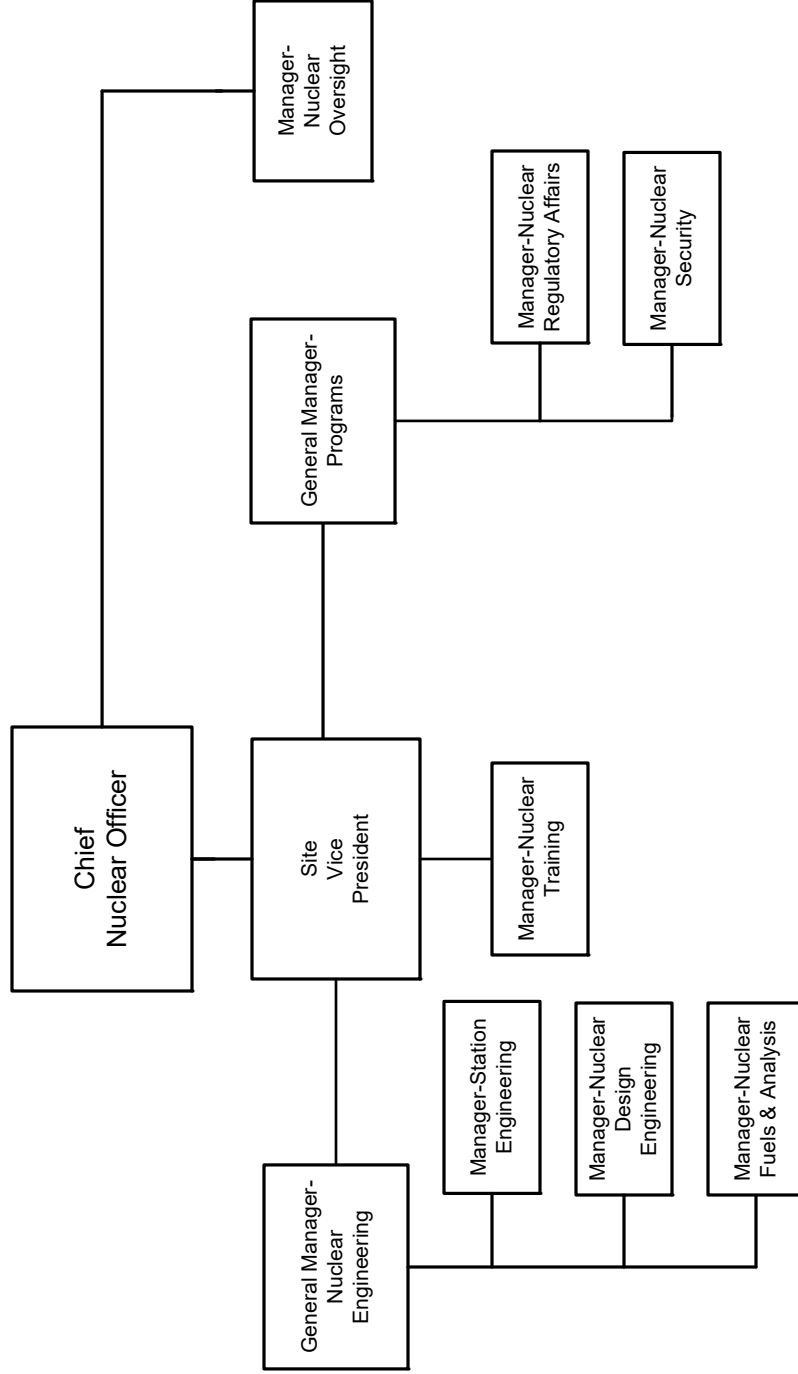 Chief
Nuclear Officer
Manager-
Nuclear
Oversight
General Manager-
Nuclear
Engineering
Site
Vice
President
General Manager-
Programs
Manager-Station
Engineering
Manager-Nuclear
Design
Engineering
Manager-Nuclear
Fuels & Analysis
Manager-Nuclear
Training
Manager-Nuclear
Regulatory Affairs
Manager-Nuclear
Security